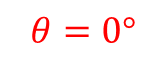 θ = 0°